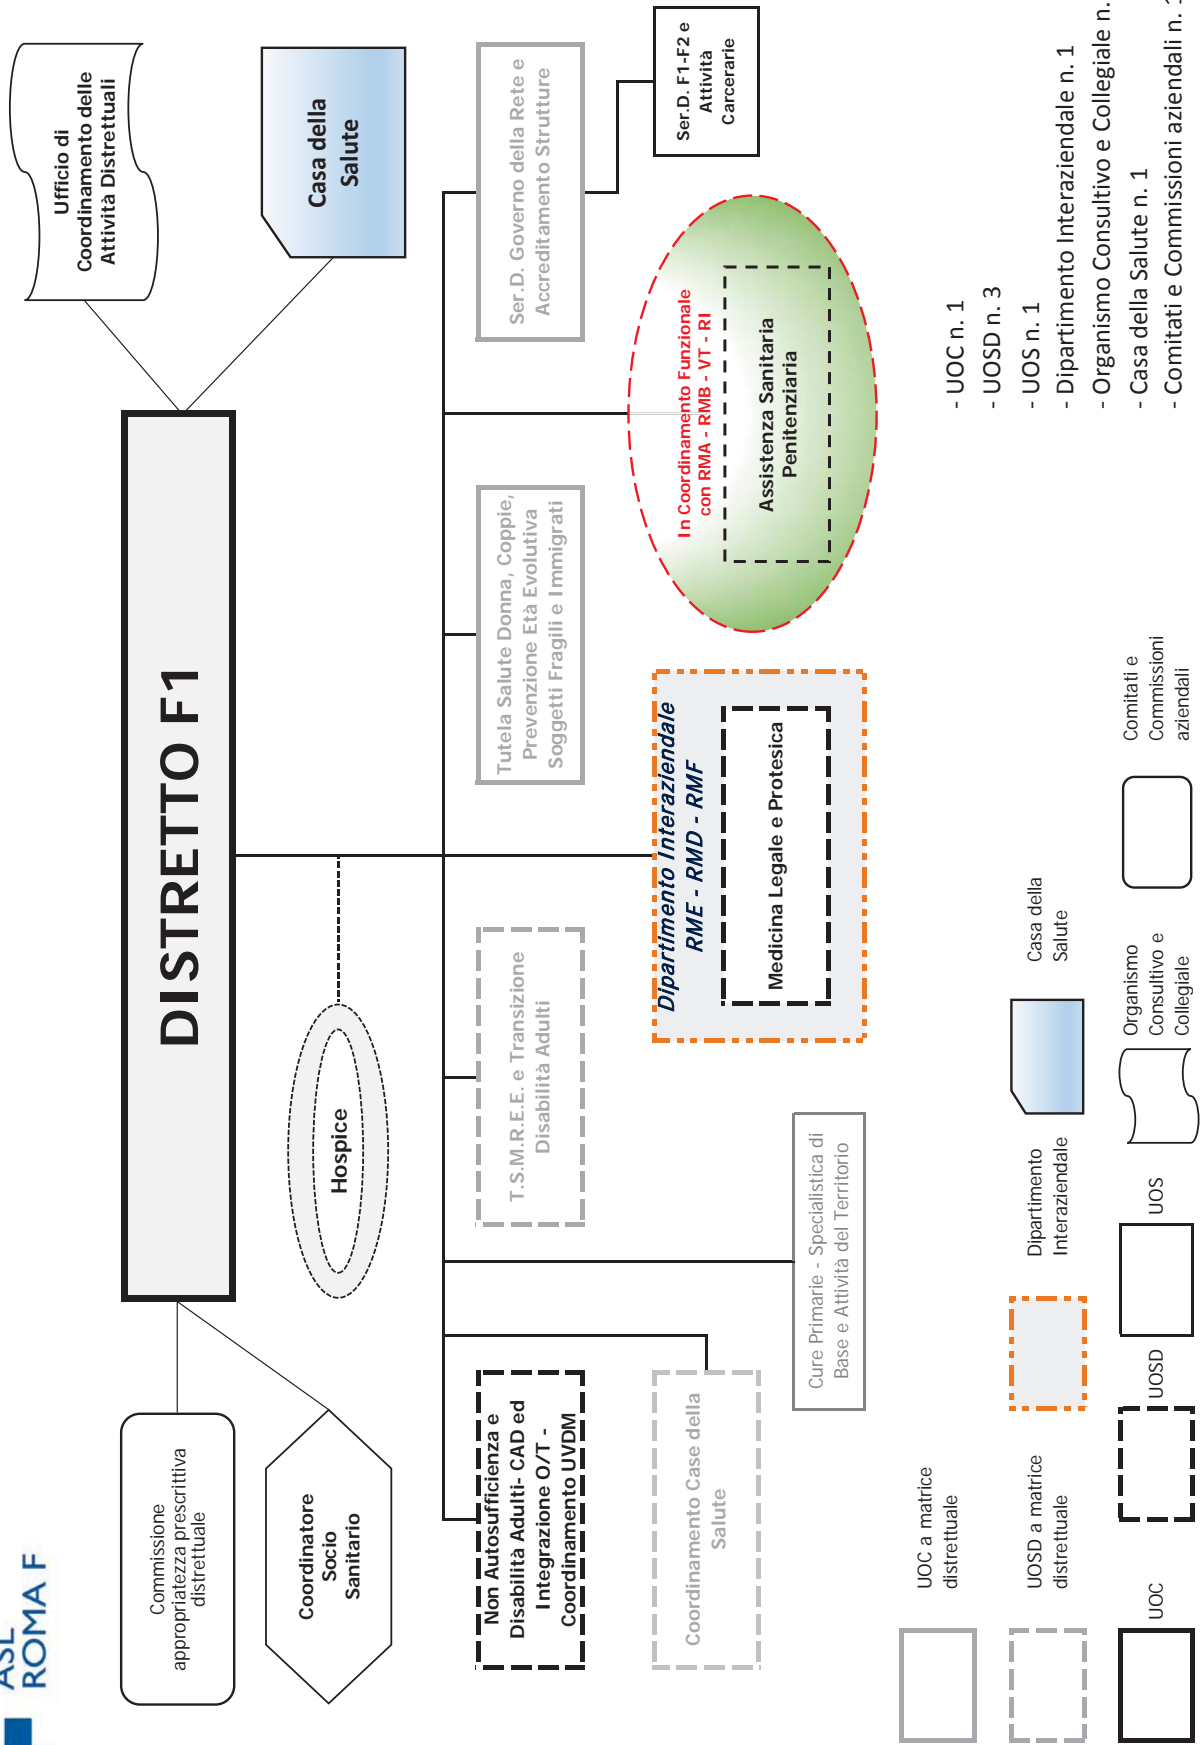 ASL
ROMA F
DISTRETTO F1
Commissione
appropriatezza prescrittiva
distrettuale
Coordinatore
Socio
Sanitario
Ufficio di
Coordinamento delle
Attività Distrettuali
Casa della
Salute
Hospice
Non Autosufficienza e
Disabilità Adulti- CAD ed
Integrazione O/T -
Coordinamento UVDM
T.S.M.R.E.E. e Transizione
Disabilità Adulti
Tutela Salute Donna, Coppie,
Prevenzione Età Evolutiva
Soggetti Fragili e Immigrati
Ser.D. Governo della Rete e
Accreditamento Strutture
Coordinamento Case della
Salute
Dipartimento Interaziendale
RME - RMD - RMF
Medicina Legale e Protesica
In Coordinamento Funzionale
con RMA - RMB - VT - RI
Assistenza Sanitaria
Penitenziaria
Ser.D. F1-F2 e
Attività
Carcerarie
Cure Primarie - Specialistica di
Base e Attività del Territorio
UOC a matrice
distrettuale
UOSD a matrice
distrettuale
Dipartimento
Interaziendale
Casa della
Salute
UOC
UOSD
UOS
Organismo
Consultivo e
Collegiale
Comitati e
Commissioni
aziendali
- UOC n. 1
- UOSD n. 3
- UOS n. 1
- Dipartimento Interaziendale n. 1
- Organismo Consultivo e Collegiale n.
- Casa della Salute n. 1
- Comitati e Commissioni aziendali n.